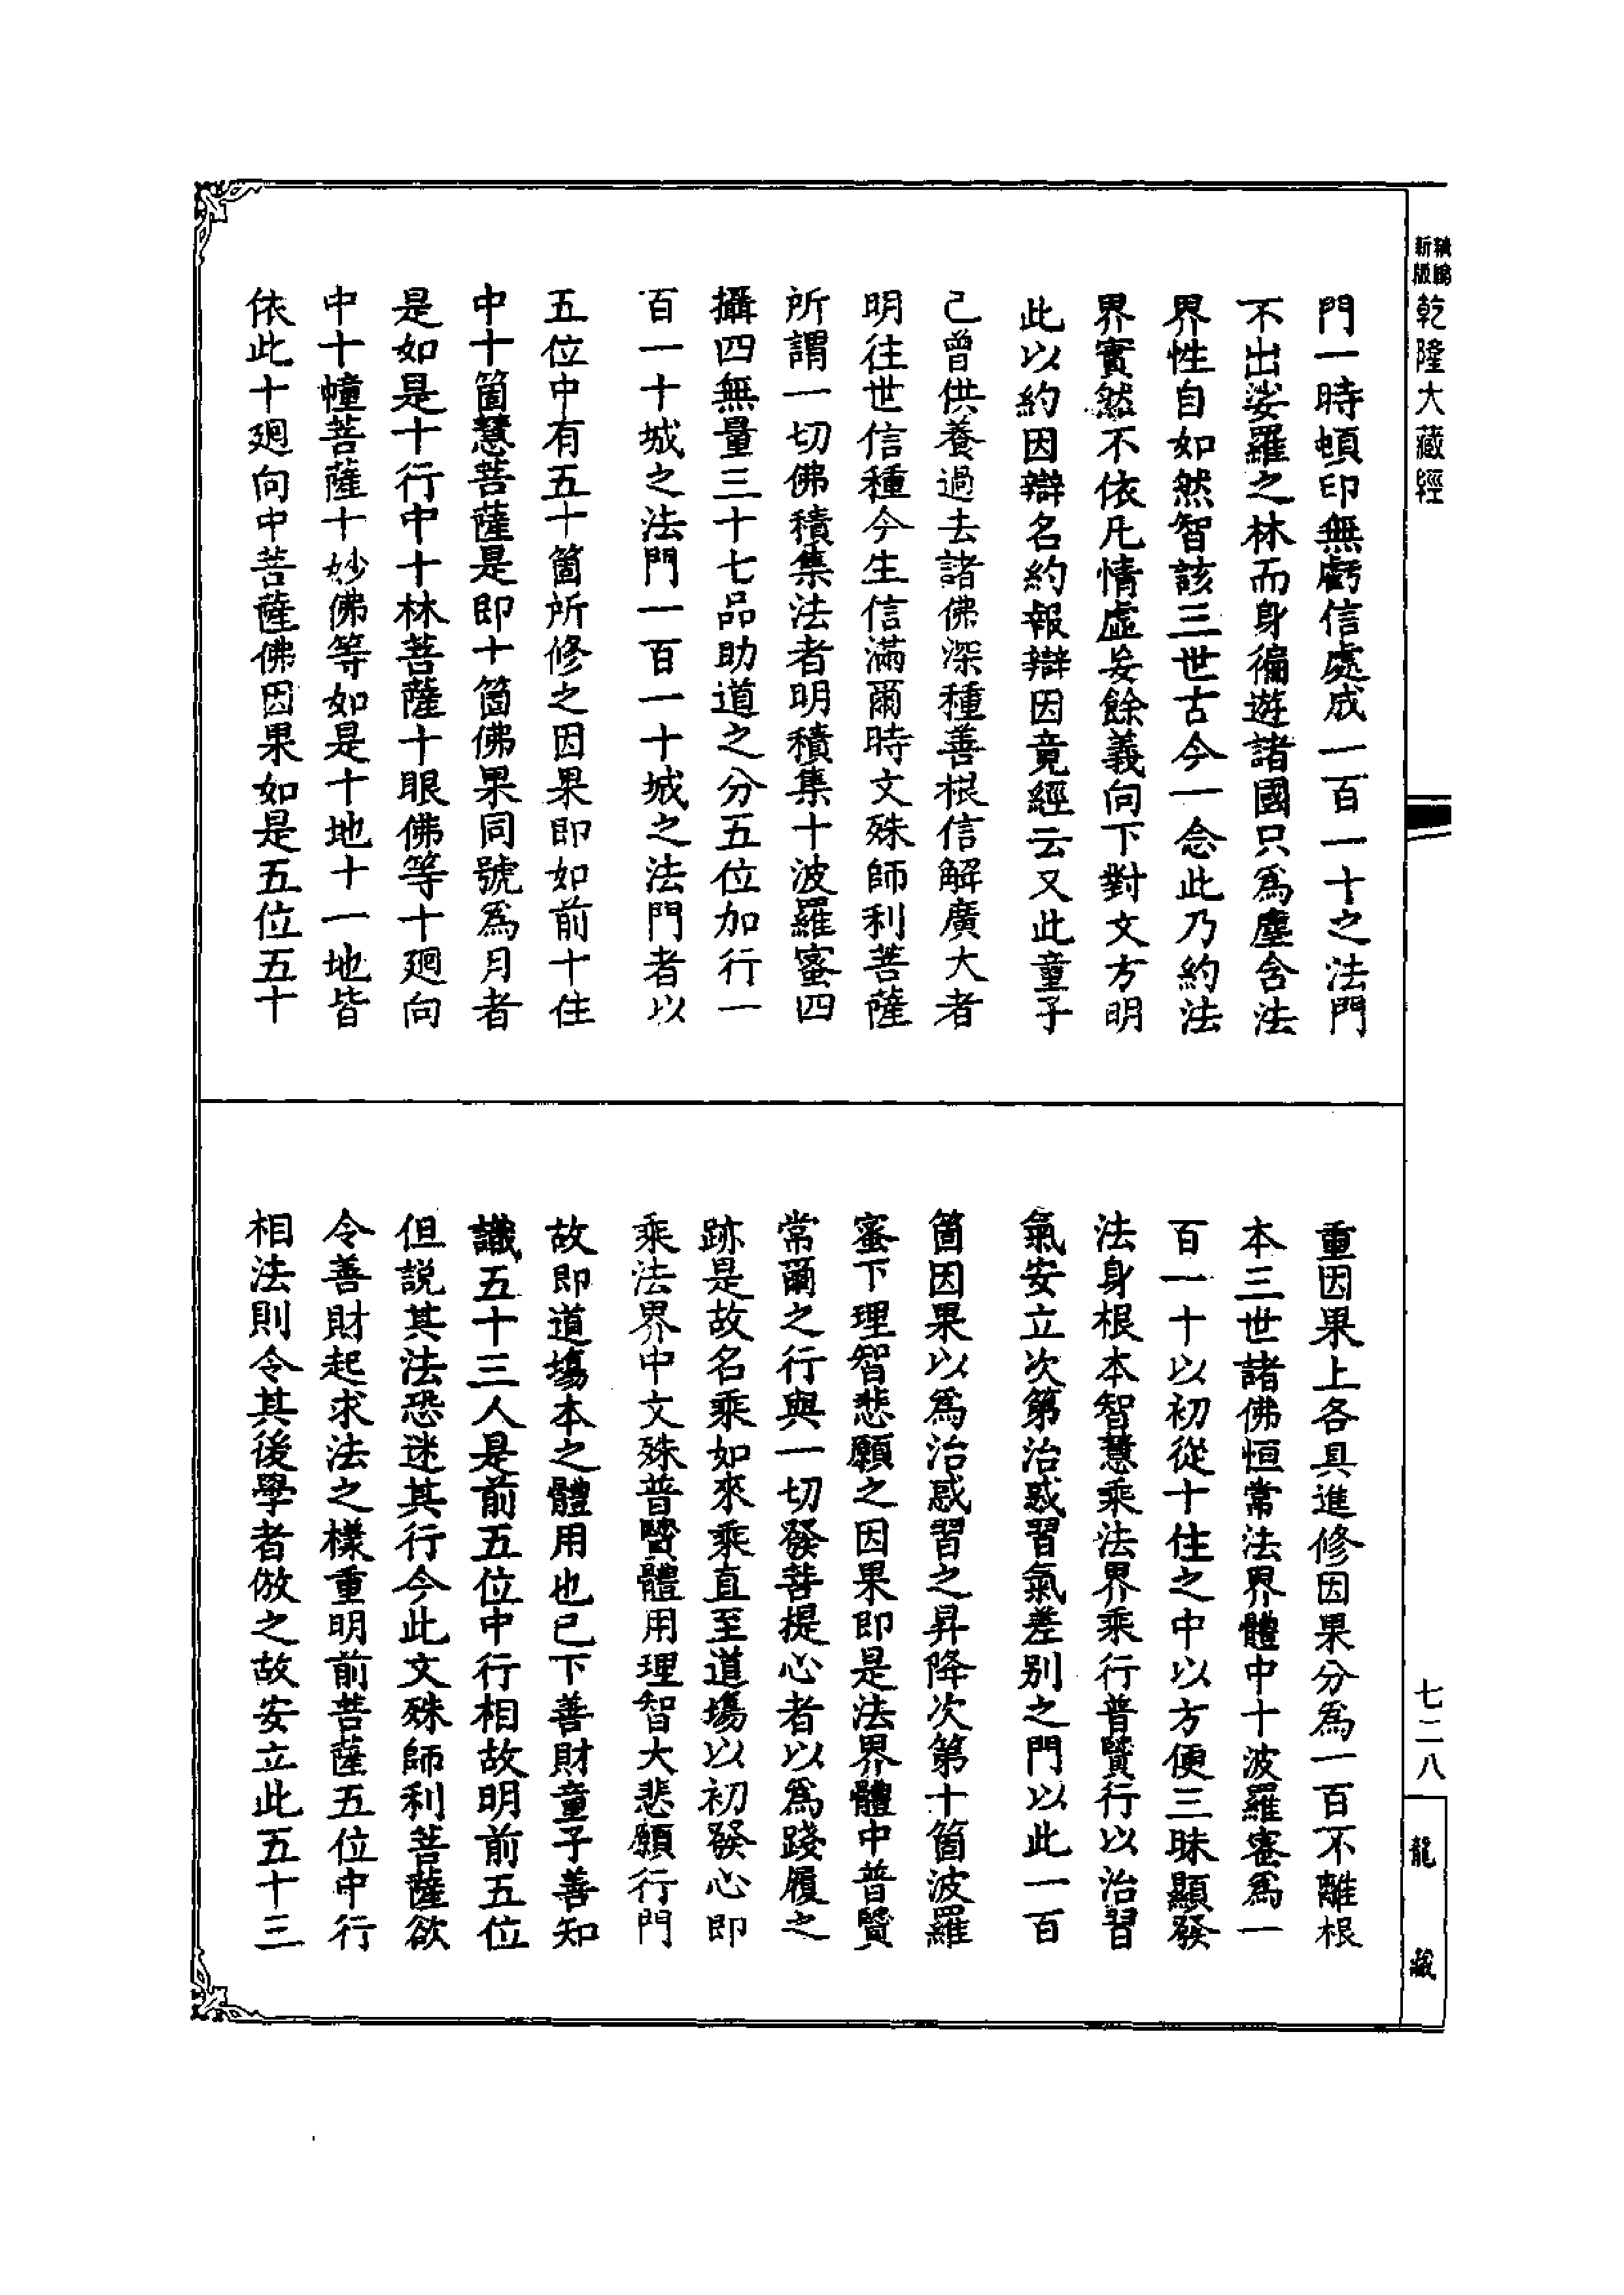 新版
精縮
乾隆大藏經
門一時頓印無虧信處成一百一十之法門
不出娑羅之林而身徧遊諸國只爲塵含法
界性自如然智該三世古今一念此乃約法
界實然不依凡情虛妄餘義向下對文方明
此以約因辯名約報辯因竟經云又此童子
已曾供養過去諸佛深種善根信解廣大者
明往世信種今生信滿爾時文殊師利菩薩
所謂一切佛積集法者明積集十波羅蜜四
攝四無量三十七品助道之分五位加行一
百一十城之法門一百一十城之法門者以
五位中有五十箇所修之因果即如前十住
中十箇慧菩薩是即十箇佛果同號爲月者
是如是十行中十林菩薩十眼佛等十廻向
中十幢菩薩十妙佛等如是十地十一地皆
依此十廻向中菩薩佛因果如是五位五十
重因果上各具進修因果分爲一百不離根
本三世諸佛恒常法界體中十波羅蜜爲一
百一十以初從十住之中以方便三昧顯發
法身根本智慧乘法界乘行普賢行以治習
氣安立次第治惑習氣差别之門以此一百
箇因果以爲治惑習之昇降次第十箇波羅
蜜下理智悲願之因果即是法界體中普賢
常爾之行與一切發菩提心者以爲踐履之
跡是故名乘如來乘直至道場以初發心即
乘法界中文殊普賢體用理智大悲願行門
故即道場本之體用也已下善財童子善知
識五十三人是前五位中行相故明前五位
但說其法恐迷其行今此文殊師利菩薩欲
令善財起求法之樣重明前菩薩五位中行
相法則令其後學者倣之故安立此五十三
七二八
龍藏